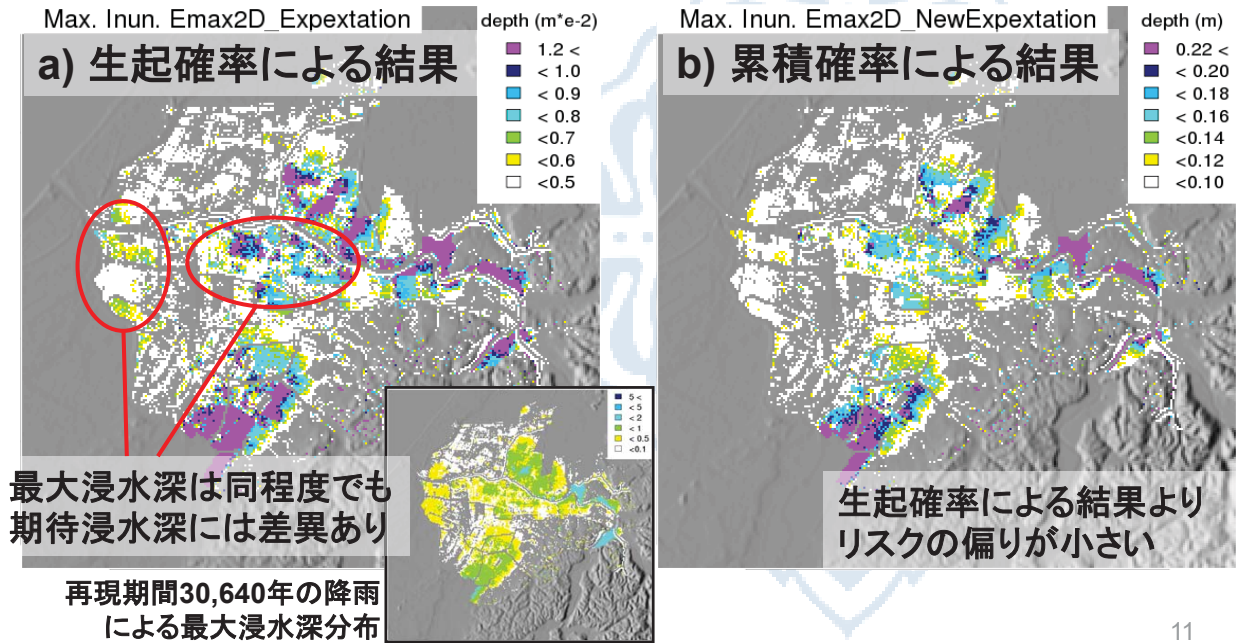 Max. Inun. Emax2D_Expextation
depth (m*e-2)
a) 生起確率による結果
1.2 <
< 1.0
< 0.9
< 0.8
<0.7
<0.6
<0.5
Max. Inun. Emax2D_NewExpextation
depth (m)
b) 累積確率による結果
0.22 <
< 0.20
< 0.18
< 0.16
<0.14
<0.12
<0.10
最大浸水深は同程度でも
期待浸水深には差異あり
5 <
< 5
< 2
< 1
< 0.5
<0.1
再現期間30,640年の降雨
による最大浸水深分布
生起確率による結果より
リスクの偏りが小さい
11